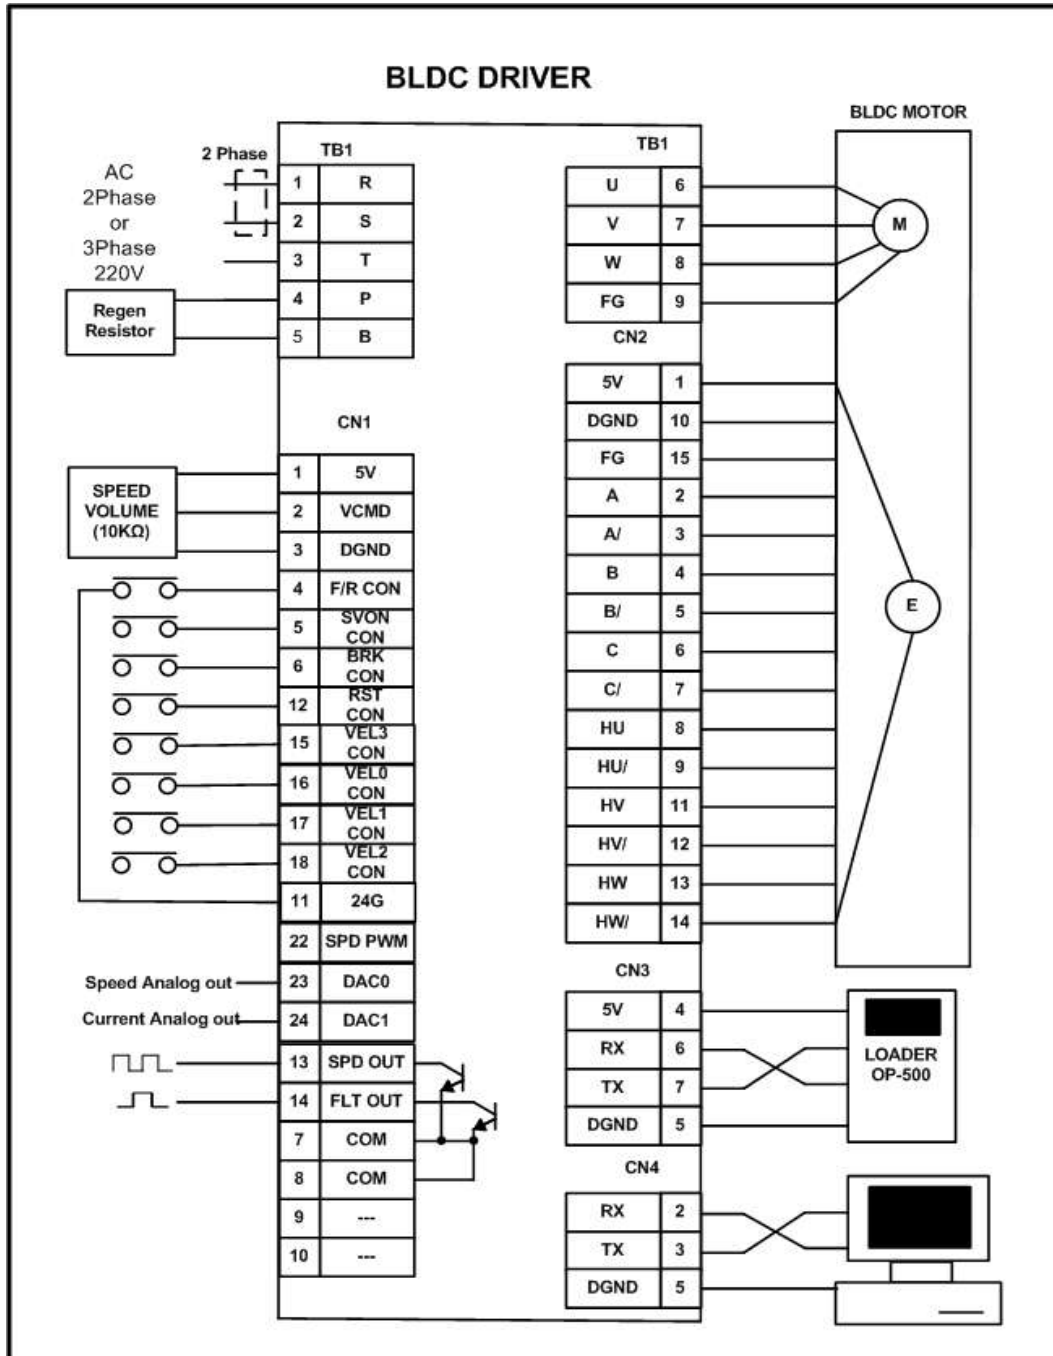 BLDC DRIVER
2 Phase
TB1
AC
2Phase
or
3Phase
220V
1 R
2 S
3 T
4 P
5 B
Regen
Resistor
CN1
SPEED
VOLUME
(10KΩ)
1 5V
2 VCMD
3 DGND
4 F/R CON
5 SVON
CON
6 BRK
CON
12 RST
CON
15 VEL3
CON
16 VEL0
CON
17 VEL1
CON
18 VEL2
CON
11 24G
22 SPD PWM
Speed Analog out 23 DAC0
Current Analog out 24 DAC1
13 SPD OUT
14 FLT OUT
7 COM
8 COM
9 ---
10 ---
TB1
U 6
V 7
W 8
FG 9
CN2
5V 1
DGND 10
FG 15
A 2
A/ 3
B 4
B/ 5
C 6
C/ 7
HU 8
HU/ 9
HV 11
HV/ 12
HW 13
HW/ 14
CN3
5V 4
RX 6
TX 7
DGND 5
CN4
RX 2
TX 3
DGND 5
BLDC MOTOR
M
E
LOADER
OP-500